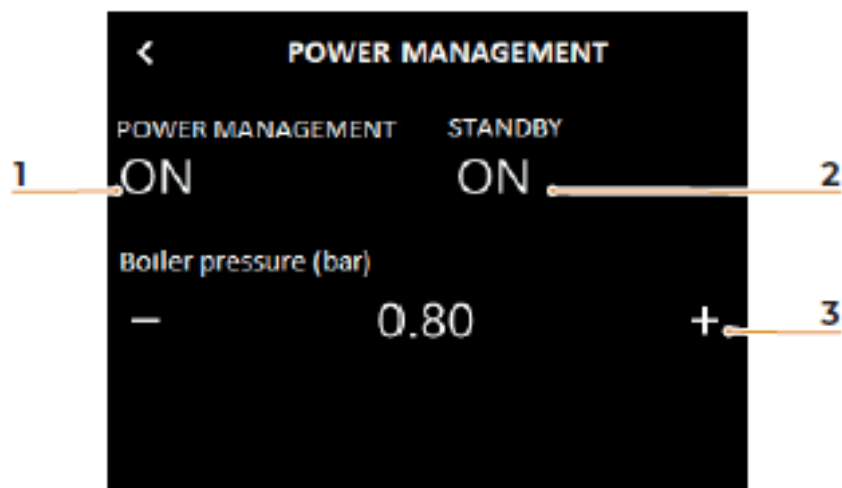 < POWER MANAGEMENT
POWER MANAGEMENT STANDBY
1 ON ON 2
Boiler pressure (bar)
− 0.80 + 3